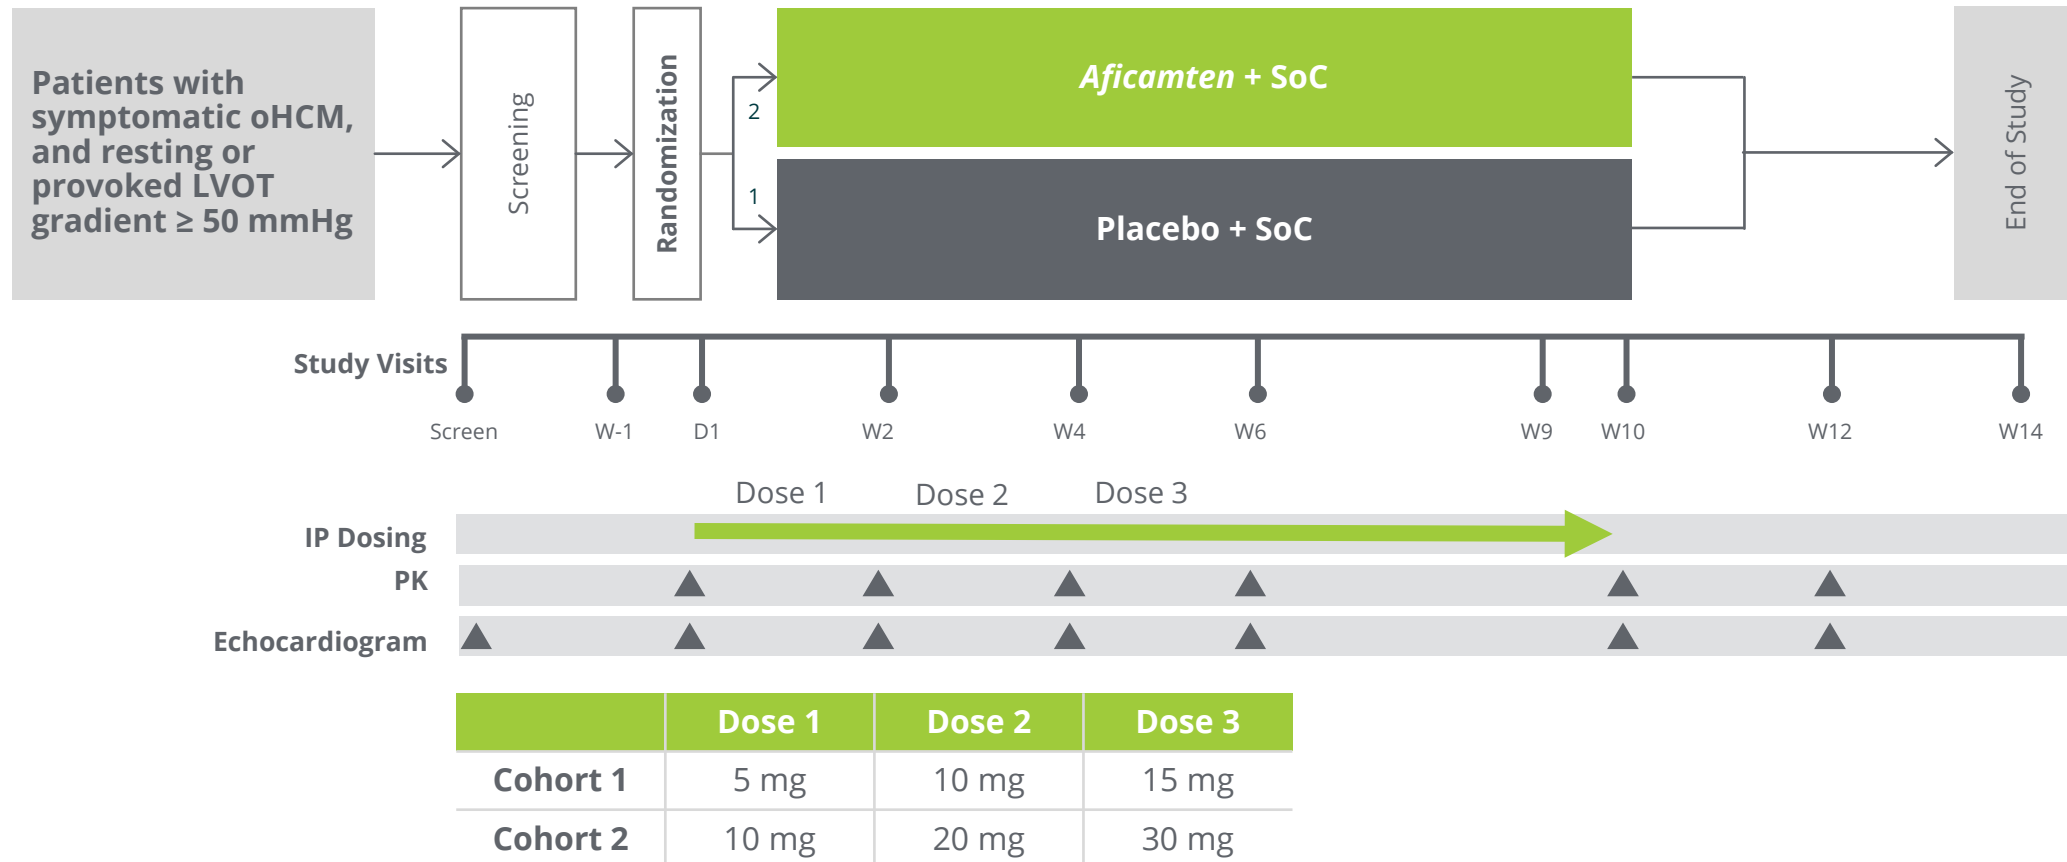 Patients with
symptomatic oHCM,
and resting or
provoked LVOT
gradient ≥ 50 mmHg
Screening
Randomization
2
1
Aficamten + SoC
Placebo + SoC
End of Study
Study Visits
Screen W-1 D1 W2 W4 W6 W9 W10 W12 W14
Dose 1 Dose 2 Dose 3
IP Dosing
PK
Echocardiogram
Dose 1 Dose 2 Dose 3
Cohort 1 5 mg 10 mg 15 mg
Cohort 2 10 mg 20 mg 30 mg